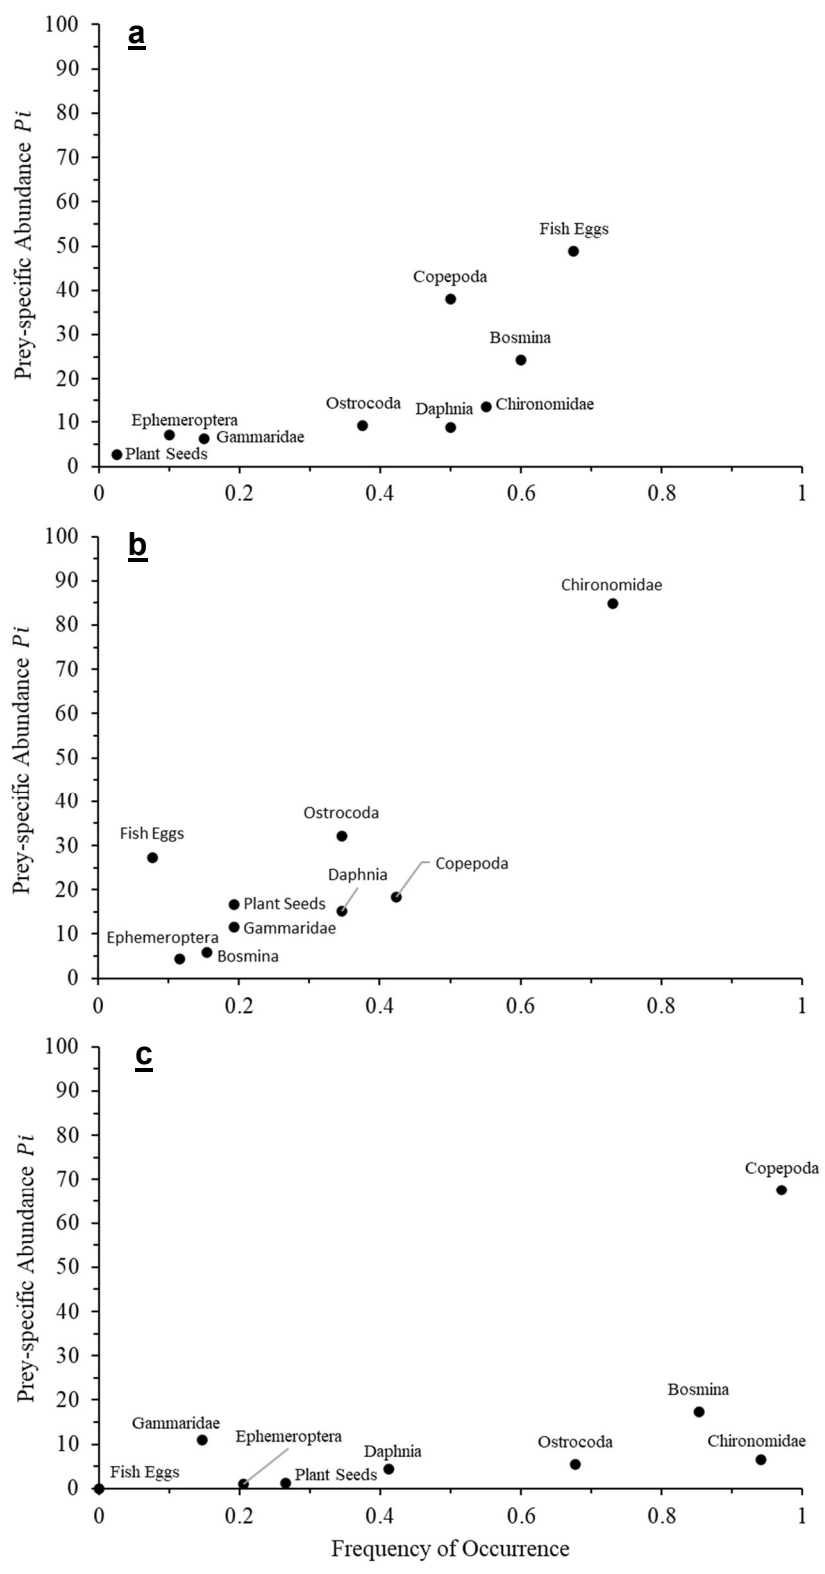 a
Prey-specific Abundance Pi
100
90
80
70
60
50
40
30
20
10
0
Fish Eggs
Copepoda
Bosmina
Ostrocoda
Daphnia
Chironomidae
Ephemeroptera
Gammaridae
Plant Seeds
0 0.2 0.4 0.6 0.8 1
b
Prey-specific Abundance Pi
100
90
80
70
60
50
40
30
20
10
0
Chironomidae
Ostrocoda
Fish Eggs
Copepoda
Daphnia
Plant Seeds
Gammaridae
Ephemeroptera
Bosmina
0 0.2 0.4 0.6 0.8 1
c
Prey-specific Abundance Pi
100
90
80
70
60
50
40
30
20
10
0
Copepoda
Bosmina
Gammaridae
Ephemeroptera
Ostrocoda
Chironomidae
Daphnia
Fish Eggs
Plant Seeds
0 0.2 0.4 0.6 0.8 1
Frequency of Occurrence